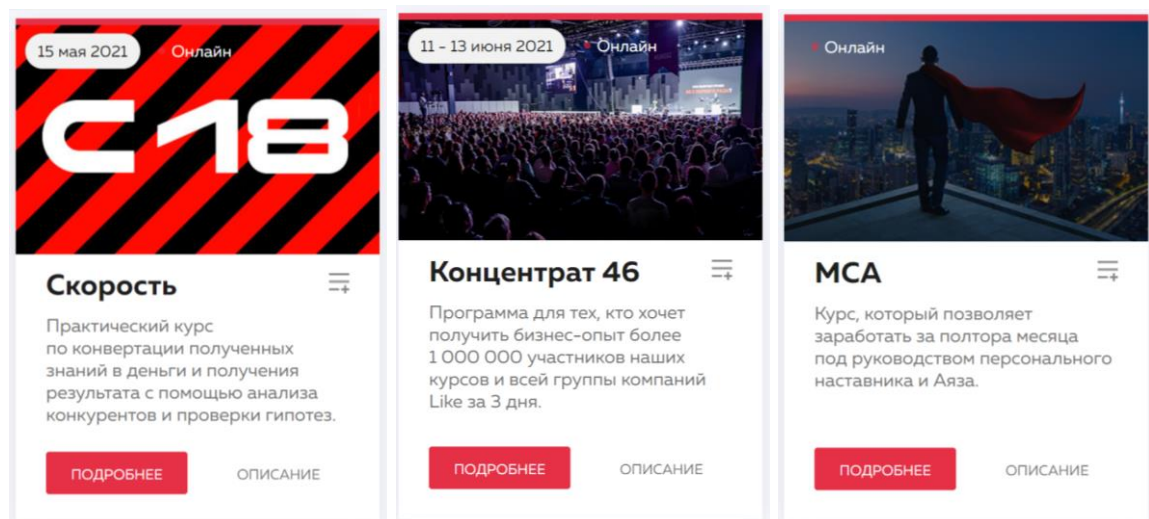 15 мая 2021
Онлайн
C18
Скорость
Практический курс
по конвертации полученных
знаний в деньги и получения
результата с помощью анализа
конкурентов и проверки гипотез.
ПОДРОБНЕЕ
ОПИСАНИЕ
11 - 13 июня 2021
Онлайн
Концентрат 46
Программа для тех, кто хочет
получить бизнес-опыт более
1 000 000 участников наших
курсов и всей группы компаний
Like за 3 дня.
ПОДРОБНЕЕ
ОПИСАНИЕ
Онлайн
МСА
Курс, который позволяет
заработать за полтора месяца
под руководством персонального
наставника и Аяза.
ПОДРОБНЕЕ
ОПИСАНИЕ